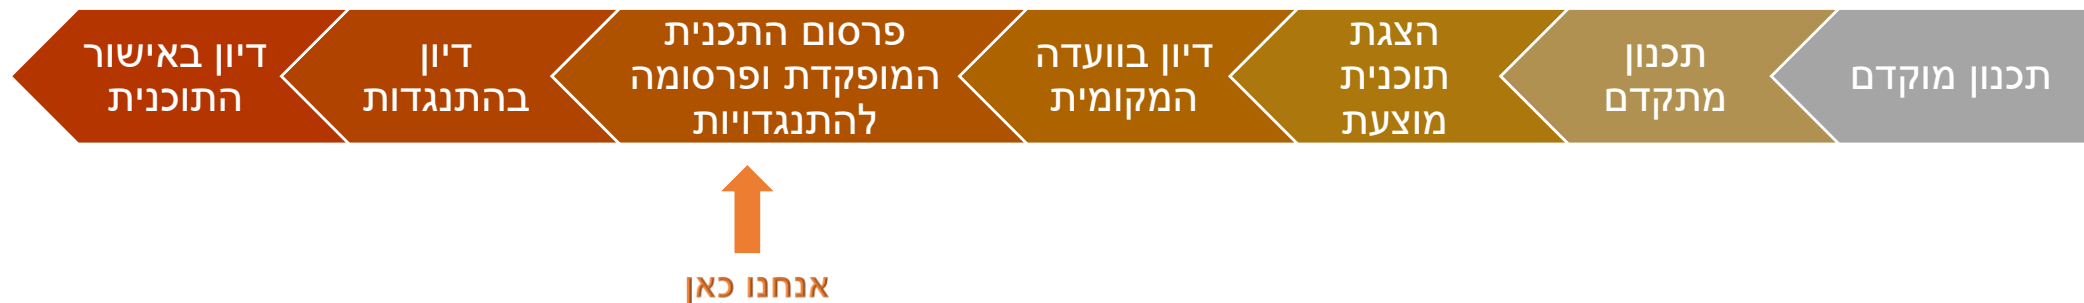 תכנון מוקדם
תכנון
מתקדם
הצגת
תוכנית
מוצעת
דיון בוועדה
המקומית
פרסום התכנית
המופקדת ופרסומה
להתנגדויות
דיון
בהתנגדות
דיון באישור
התוכנית
אנחנו כאן